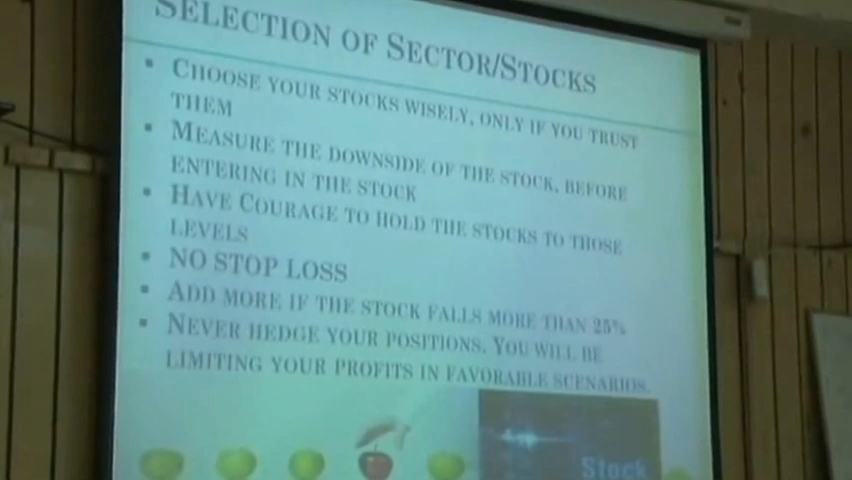 SELECTION OF SECTOR/STOCKS
CHOOSE YOUR STOCKS WISELY, ONLY IF YOU TRUST
THEM
MEASURE THE DOWNSIDE OF THE STOCK, BEFORE
ENTERING IN THE STOCK
HAVE COURAGE TO HOLD THE STOCKS TO THOSE
LEVELS
NO STOP LOSS
ADD MORE IF THE STOCK FALLS MORE THAN 25%
NEVER HEDGE YOUR POSITIONS. YOU WILL BE
LIMITING YOUR PROFITS IN FAVORABLE SCENARIOS.
Stock